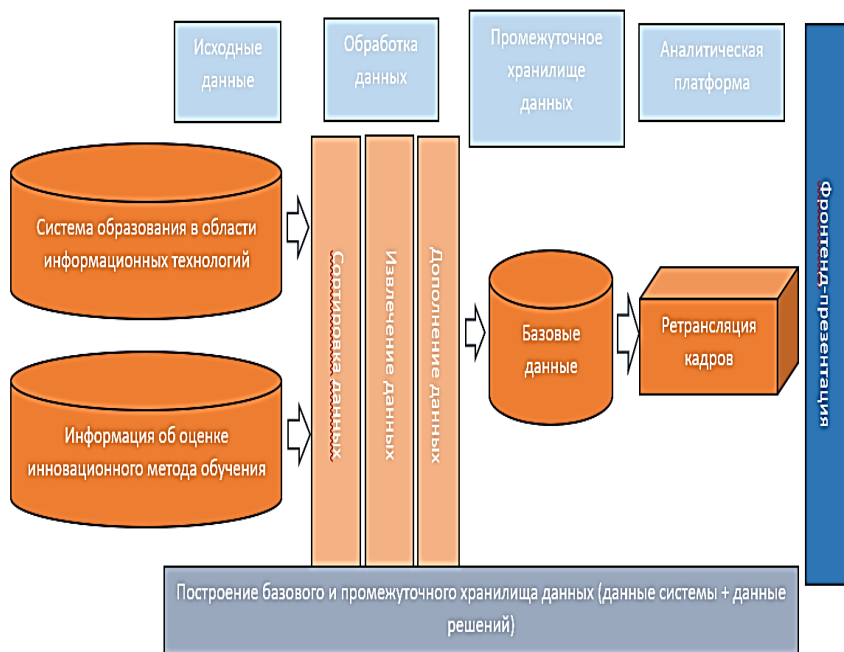 Исходные
данные
Обработка
данных
Промежуточное
хранилище
данных
Аналитическая
платформа
Система образования в области
информационных технологий
Информация об оценке
инновационного метода обучения
Сортировка данных
Извлечение данных
Дополнение данных
Базовые
данные
Ретрансляция
кадров
Фронтенд-презентация
Построение базового и промежуточного хранилища данных (данные системы + данные
решений)